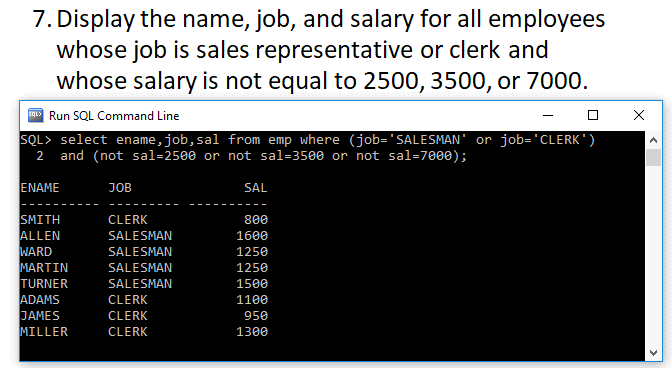 7. Display the name, job, and salary for all employees
whose job is sales representative or clerk and
whose salary is not equal to 2500, 3500, or 7000.
SQL> Run SQL Command Line
SQL> select ename,job,sal from emp where (job='SALESMAN' or job='CLERK')
2 and (not sal=2500 or not sal=3500 or not sal=7000);
ENAME JOB SAL
---------- --------- ----------
SMITH CLERK 800
ALLEN SALESMAN 1600
WARD SALESMAN 1250
MARTIN SALESMAN 1250
TURNER SALESMAN 1500
ADAMS CLERK 1100
JAMES CLERK 950
MILLER CLERK 1300